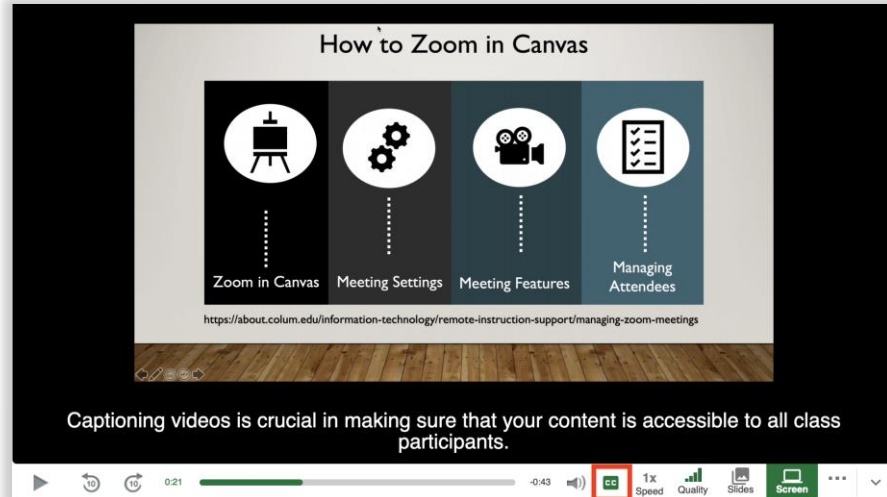 How to Zoom in Canvas
Zoom in Canvas
Meeting Settings
Meeting Features
Managing
Attendees
https://about.colum.edu/information-technology/remote-instruction-support/managing-zoom-meetings
Captioning videos is crucial in making sure that your content is accessible to all class
participants.
10
10
0:21
-0:43
CC
1x
Speed
Quality
Slides
Screen